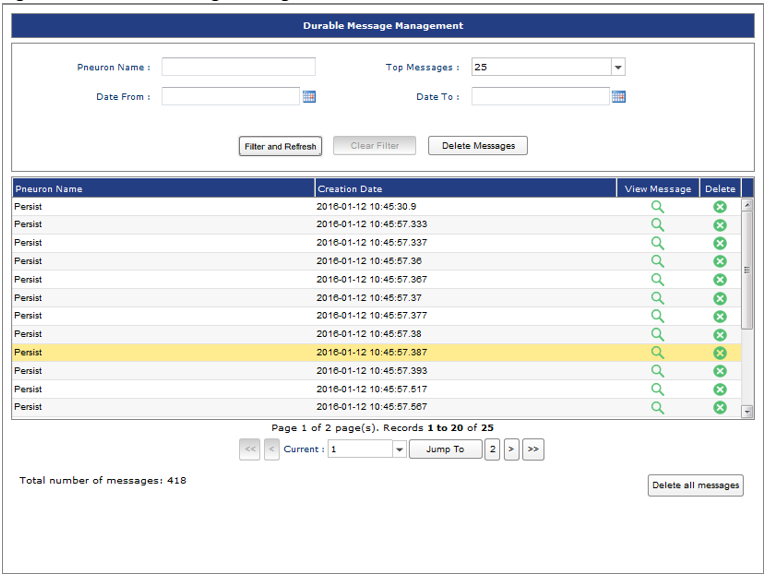 Durable Message Management
Pneuron Name : Top Messages : 25
Date From : Date To :
Filter and Refresh Clear Filter Delete Messages
Pneuron Name Creation Date View Message Delete
Persist 2016-01-12 10:45:30.9
Persist 2016-01-12 10:45:57.333
Persist 2016-01-12 10:45:57.337
Persist 2016-01-12 10:45:57.36
Persist 2016-01-12 10:45:57.367
Persist 2016-01-12 10:45:57.37
Persist 2016-01-12 10:45:57.377
Persist 2016-01-12 10:45:57.38
Persist 2016-01-12 10:45:57.387
Persist 2016-01-12 10:45:57.393
Persist 2016-01-12 10:45:57.517
Persist 2016-01-12 10:45:57.567
Page 1 of 2 page(s). Records 1 to 20 of 25
<< < Current : 1 Jump To 2 > >>
Total number of messages: 418
Delete all messages